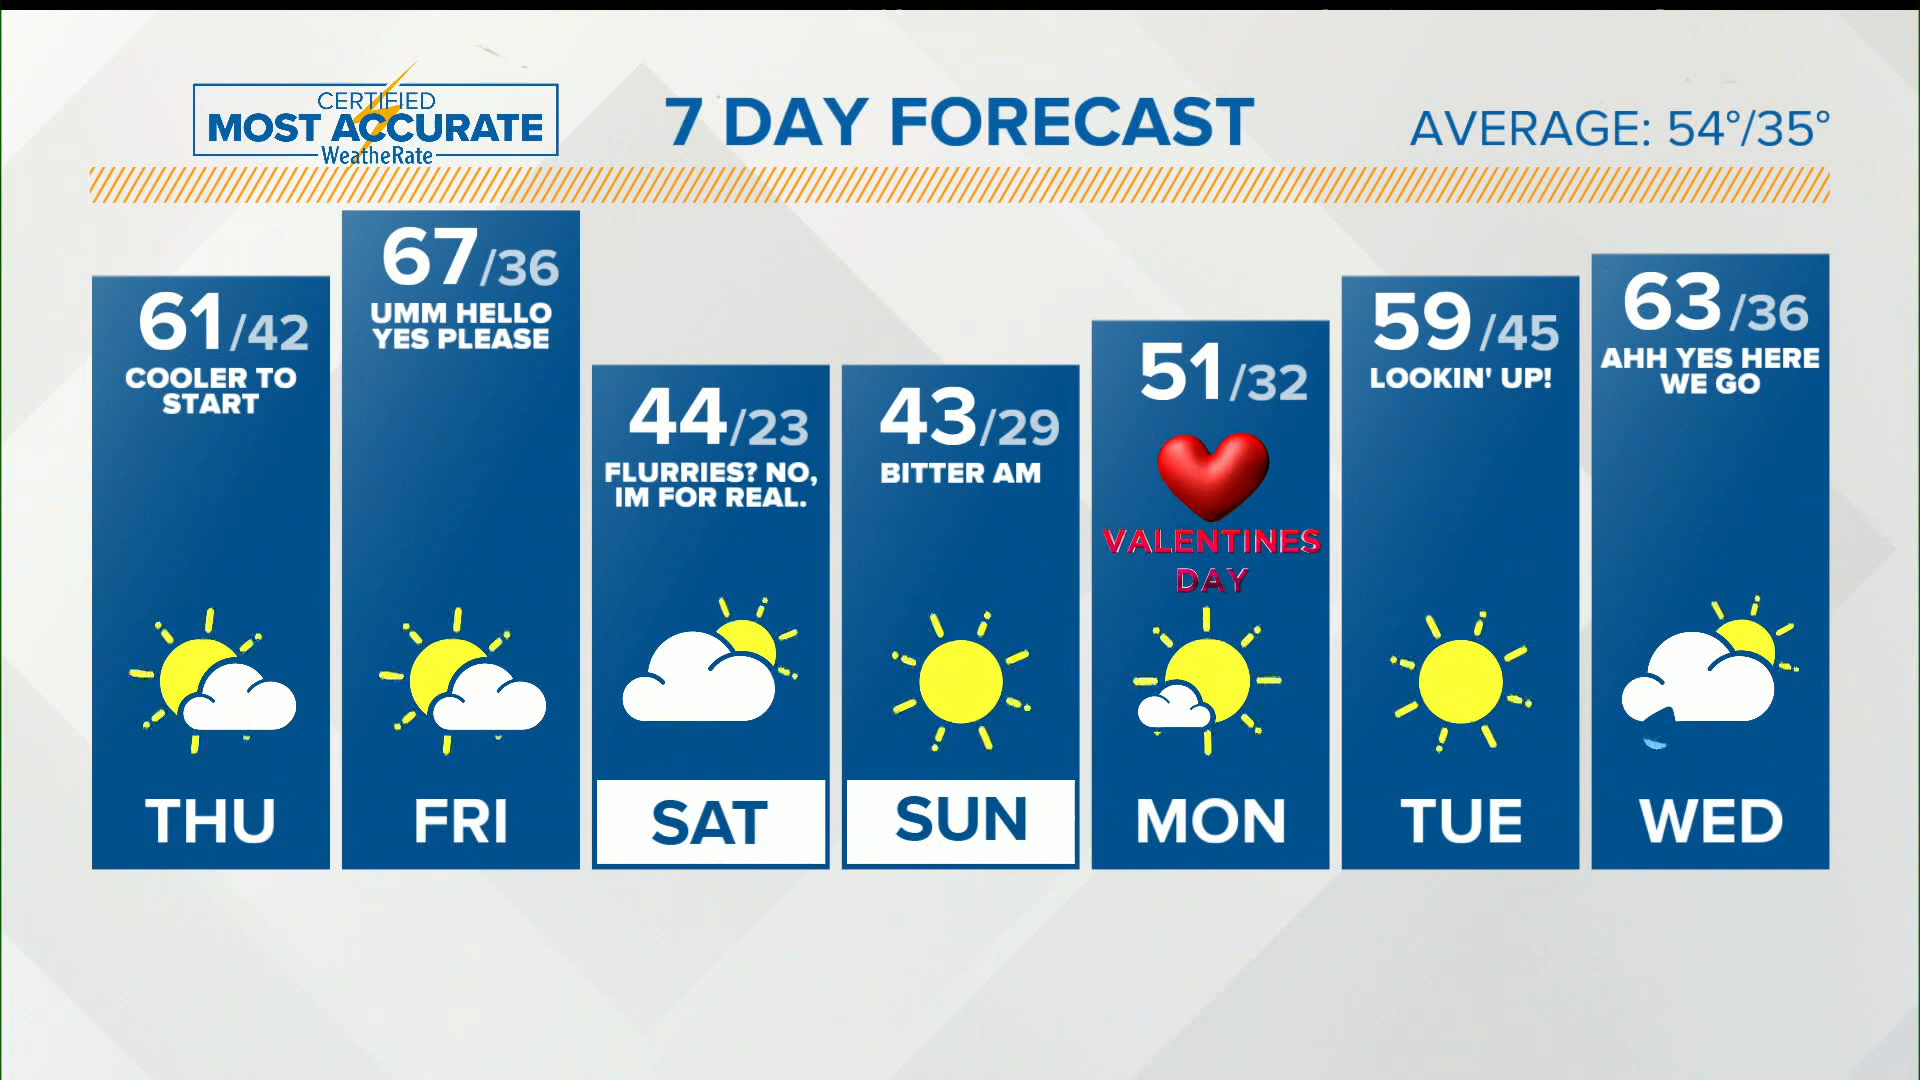 CERTIFIED
MOST ACCURATE
WeatheRate
7 DAY FORECAST
AVERAGE: 54°/35°
61/42
COOLER TO
START
THU
67/36
UMM HELLO
YES PLEASE
FRI
44/23
FLURRIES? NO,
IM FOR REAL.
SAT
43/29
BITTER AM
SUN
51/32
VALENTINES
DAY
MON
59/45
LOOKIN' UP!
TUE
63/36
AHH YES HERE
WE GO
WED